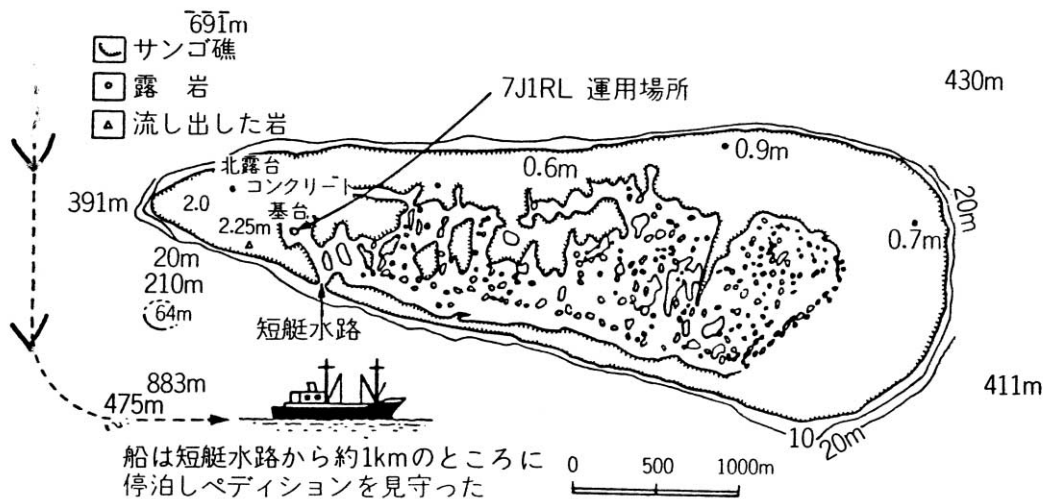 691m
サンゴ礁
露 岩
流し出した岩
7J1RL 運用場所
430m
北露台
コンクリート
基台
0.6m
0.9m
20m
391m
2.0
2.25m
0.7m
20m
210m
64m
短艇水路
883m
475m
411m
10
20m
船は短艇水路から約1kmのところに
停泊しペディションを見守った
0 500 1000m